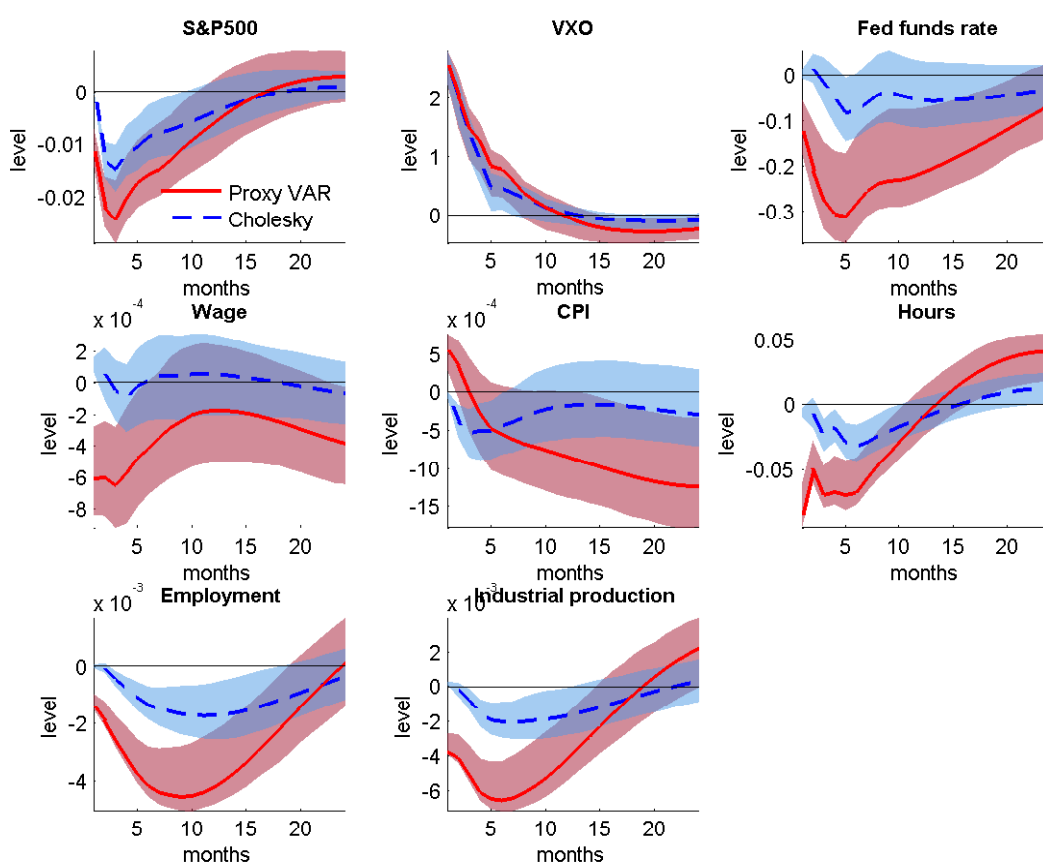 S&P500
VXO
Fed funds rate
0
-0.01
-0.02
level
5 10 15 20
months
Proxy VAR
Cholesky
2
1
0
level
5 10 15 20
months
0
-0.1
-0.2
-0.3
level
5 10 15 20
months
Wage
CPI
Hours
x 10^-4
2
0
-2
-4
-6
-8
level
5 10 15 20
months
x 10^-4
5
0
-5
-10
-15
level
5 10 15 20
months
0.05
0
-0.05
level
5 10 15 20
months
Employment
Industrial production
x 10^-3
0
-2
-4
level
5 10 15 20
months
x 10^-3
2
0
-2
-4
-6
level
5 10 15 20
months